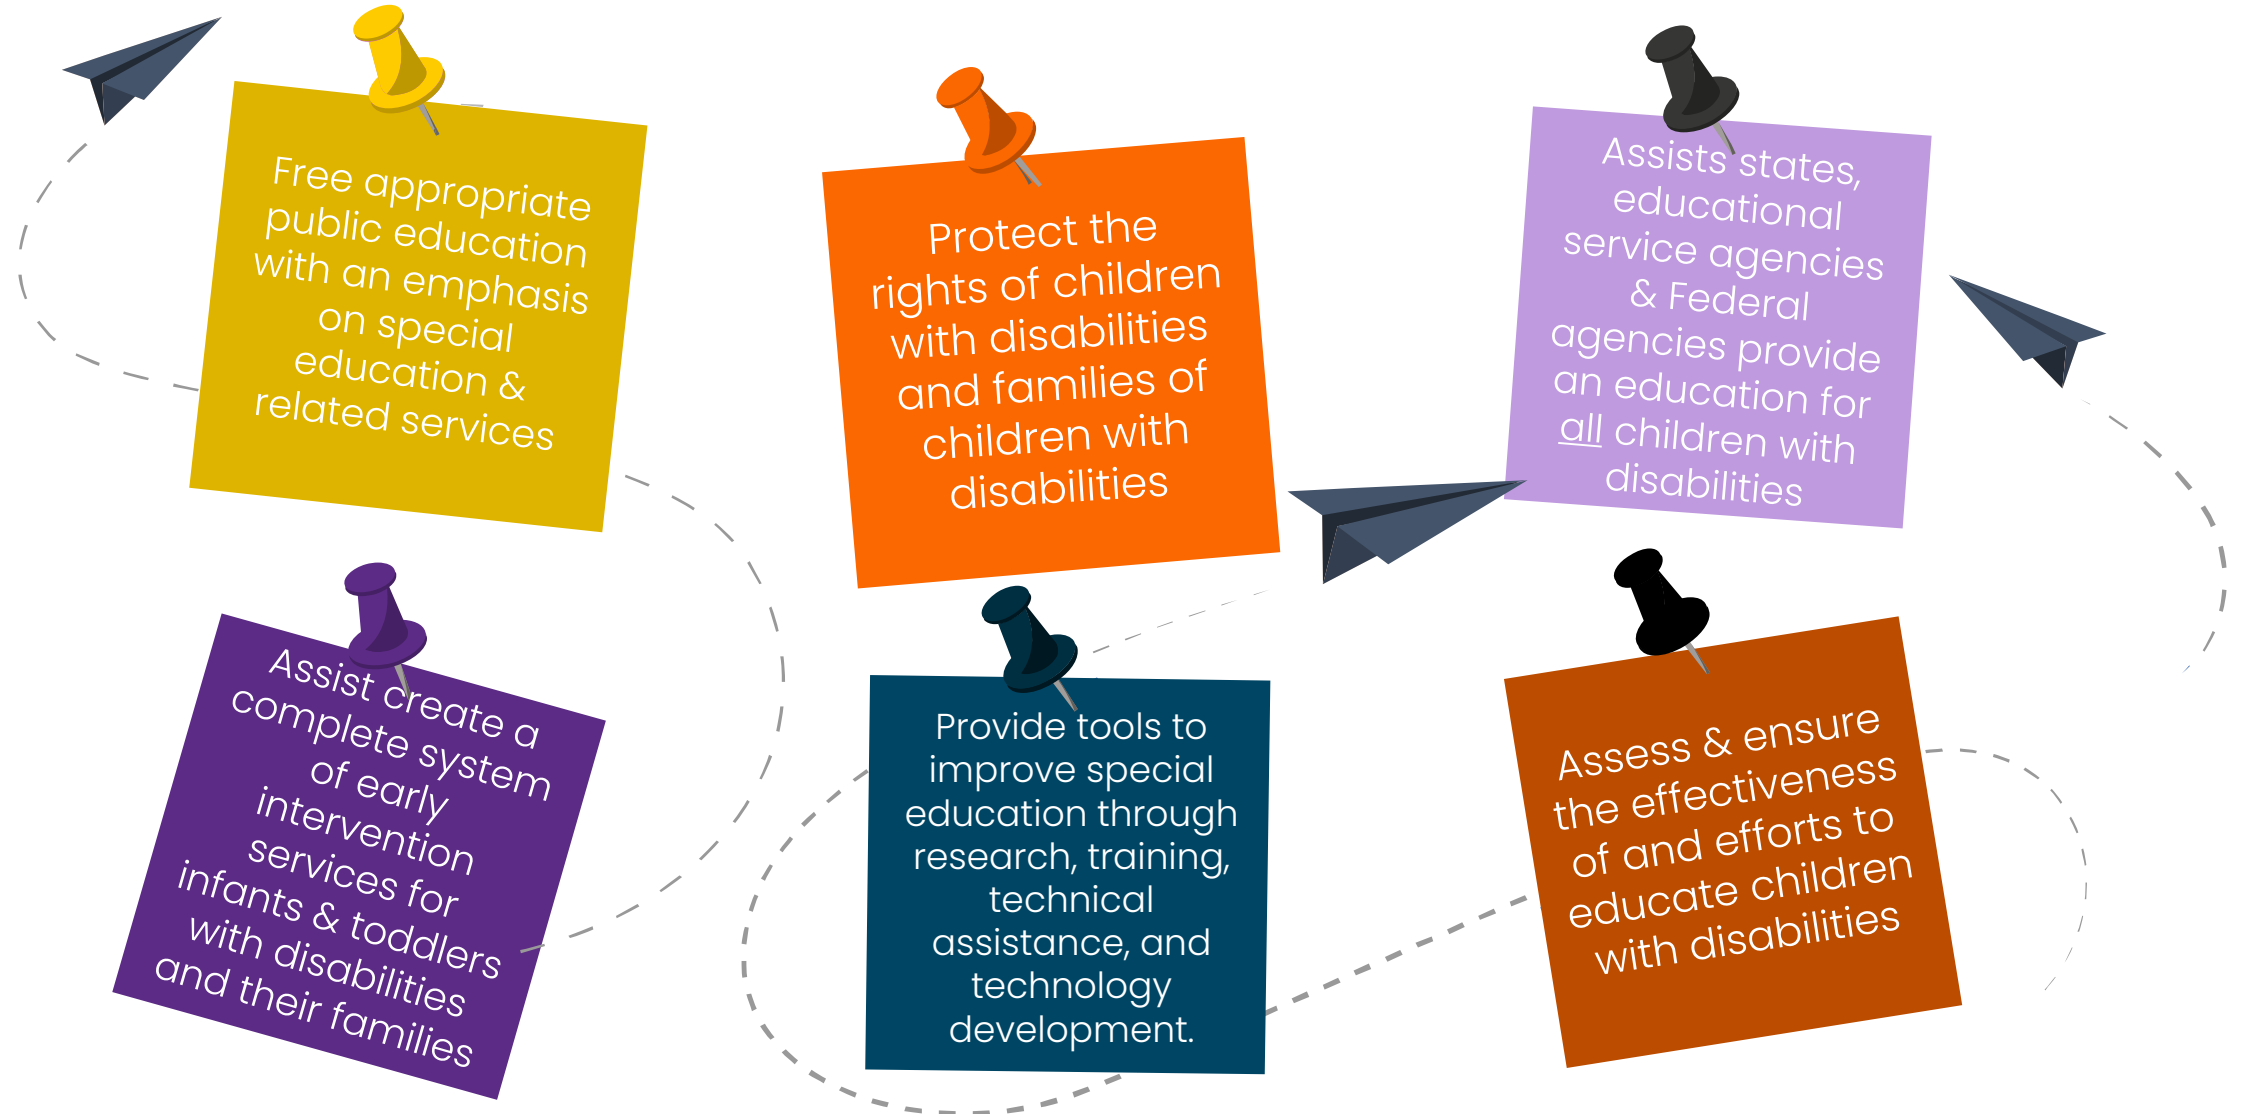 Free appropriate
public education
with an emphasis
on special
education &
related services
Protect the
rights of children
with disabilities
and families of
children with
disabilities
Assists states,
educational
service agencies
& Federal
agencies provide
an education for
all children with
disabilities
Assist create a
complete system
of early
intervention
services for
infants & toddlers
with disabilities
and their families
Provide tools to
improve special
education through
research, training,
technical
assistance, and
technology
development.
Assess & ensure
the effectiveness
of and efforts to
educate children
with disabilities